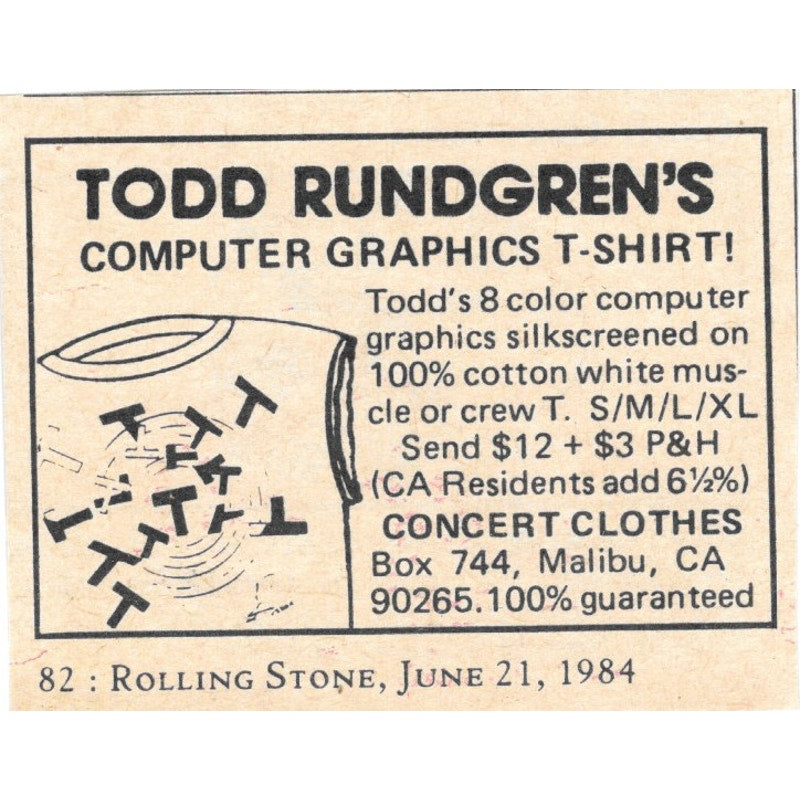 TODD RUNDGREN'S
COMPUTER GRAPHICS T-SHIRT!
Todd's 8 color computer
graphics silkscreened on
100% cotton white mus-
cle or crew T. S/M/L/XL
Send $12 + $3 P&H
(CA Residents add 6½%)
CONCERT CLOTHES
Box 744, Malibu, CA
90265. 100% guaranteed
82 : ROLLING STONE, JUNE 21, 1984